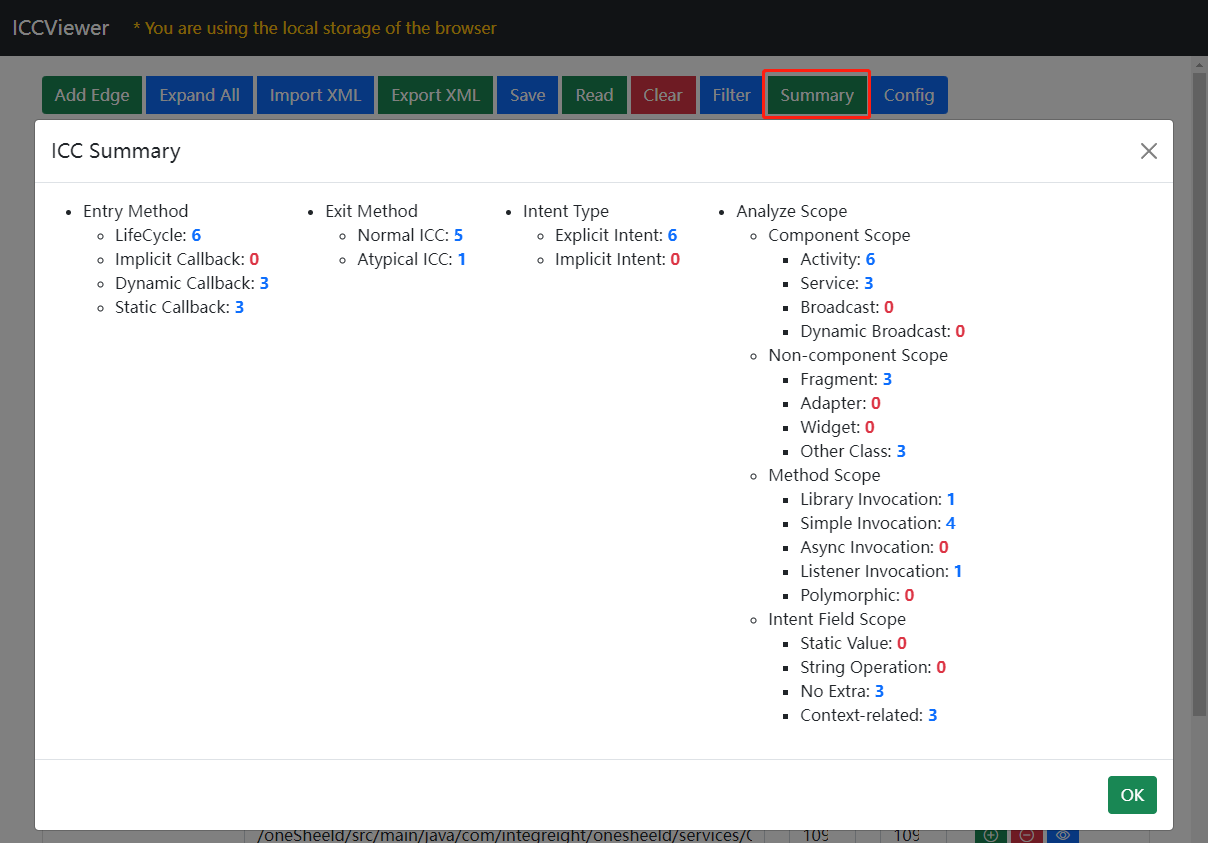 ICCViewer * You are using the local storage of the browser
Add Edge Expand All Import XML Export XML Save Read Clear Filter Summary Config
ICC Summary
Entry Method
LifeCycle: 6
Implicit Callback: 0
Dynamic Callback: 3
Static Callback: 3
Exit Method
Normal ICC: 5
Atypical ICC: 1
Intent Type
Explicit Intent: 6
Implicit Intent: 0
Analyze Scope
Component Scope
Activity: 6
Service: 3
Broadcast: 0
Dynamic Broadcast: 0
Non-component Scope
Fragment: 3
Adapter: 0
Widget: 0
Other Class: 3
Method Scope
Library Invocation: 1
Simple Invocation: 4
Async Invocation: 0
Listener Invocation: 1
Polymorphic: 0
Intent Field Scope
Static Value: 0
String Operation: 0
No Extra: 3
Context-related: 3
OK
/oneSheeld/src/main/java/com/integreight/onesheeld/services/ 109 109